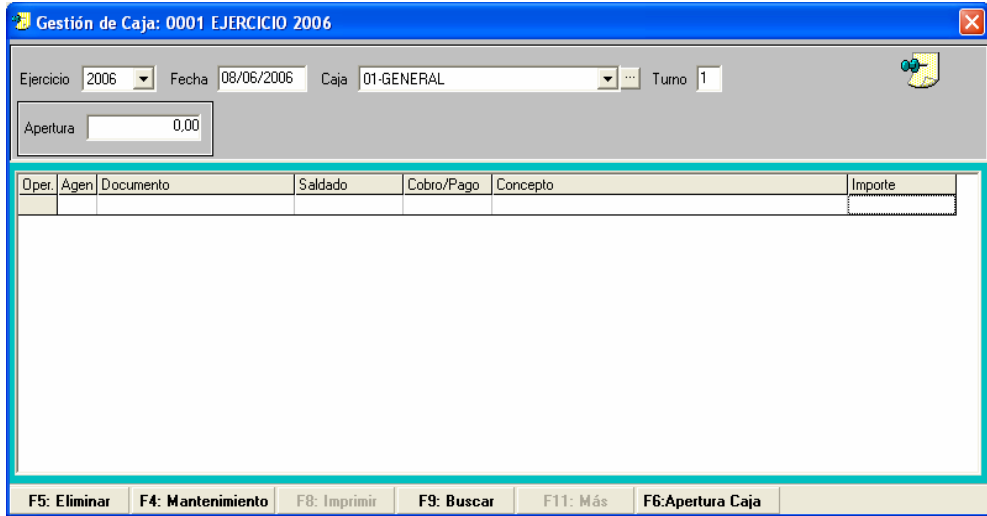 Gestión de Caja: 0001 EJERCICIO 2006
Ejercicio 2006 Fecha 08/06/2006 Caja 01-GENERAL ... Turno 1
Apertura 0,00
Oper. Agen Documento Saldado Cobro/Pago Concepto Importe
F5: Eliminar F4: Mantenimiento F8: Imprimir F9: Buscar F11: Más F6:Apertura Caja